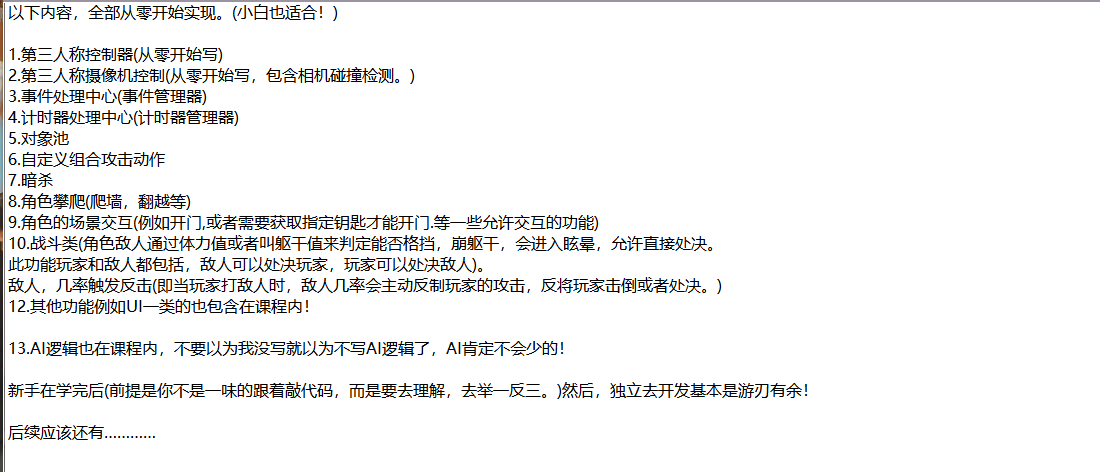 以下内容，全部从零开始实现。(小白也适合！)
1.第三人称控制器(从零开始写)
2.第三人称摄像机控制(从零开始写，包含相机碰撞检测。)
3.事件处理中心(事件管理器)
4.计时器处理中心(计时器管理器)
5.对象池
6.自定义组合攻击动作
7.暗杀
8.角色攀爬(爬墙，翻越等)
9.角色的场景交互(例如开门,或者需要获取指定钥匙才能开门.等一些允许交互的功能)
10.战斗类(角色敌人通过体力值或者叫躯干值来判定能否格挡，崩躯干，会进入眩晕，允许直接处决。
此功能玩家和敌人都包括，敌人可以处决玩家，玩家可以处决敌人)。
敌人，几率触发反击(即当玩家打敌人时，敌人几率会主动反制玩家的攻击，反将玩家击倒或者处决。)
12.其他功能例如UI一类的也包含在课程内！
13.AI逻辑也在课程内，不要以为我没写就以为不写AI逻辑了，AI肯定不会少的！
新手在学完后(前提是你不是一味的跟着敲代码，而是要去理解，去举一反三。)然后，独立去开发基本是游刃有余！
后续应该还有…………